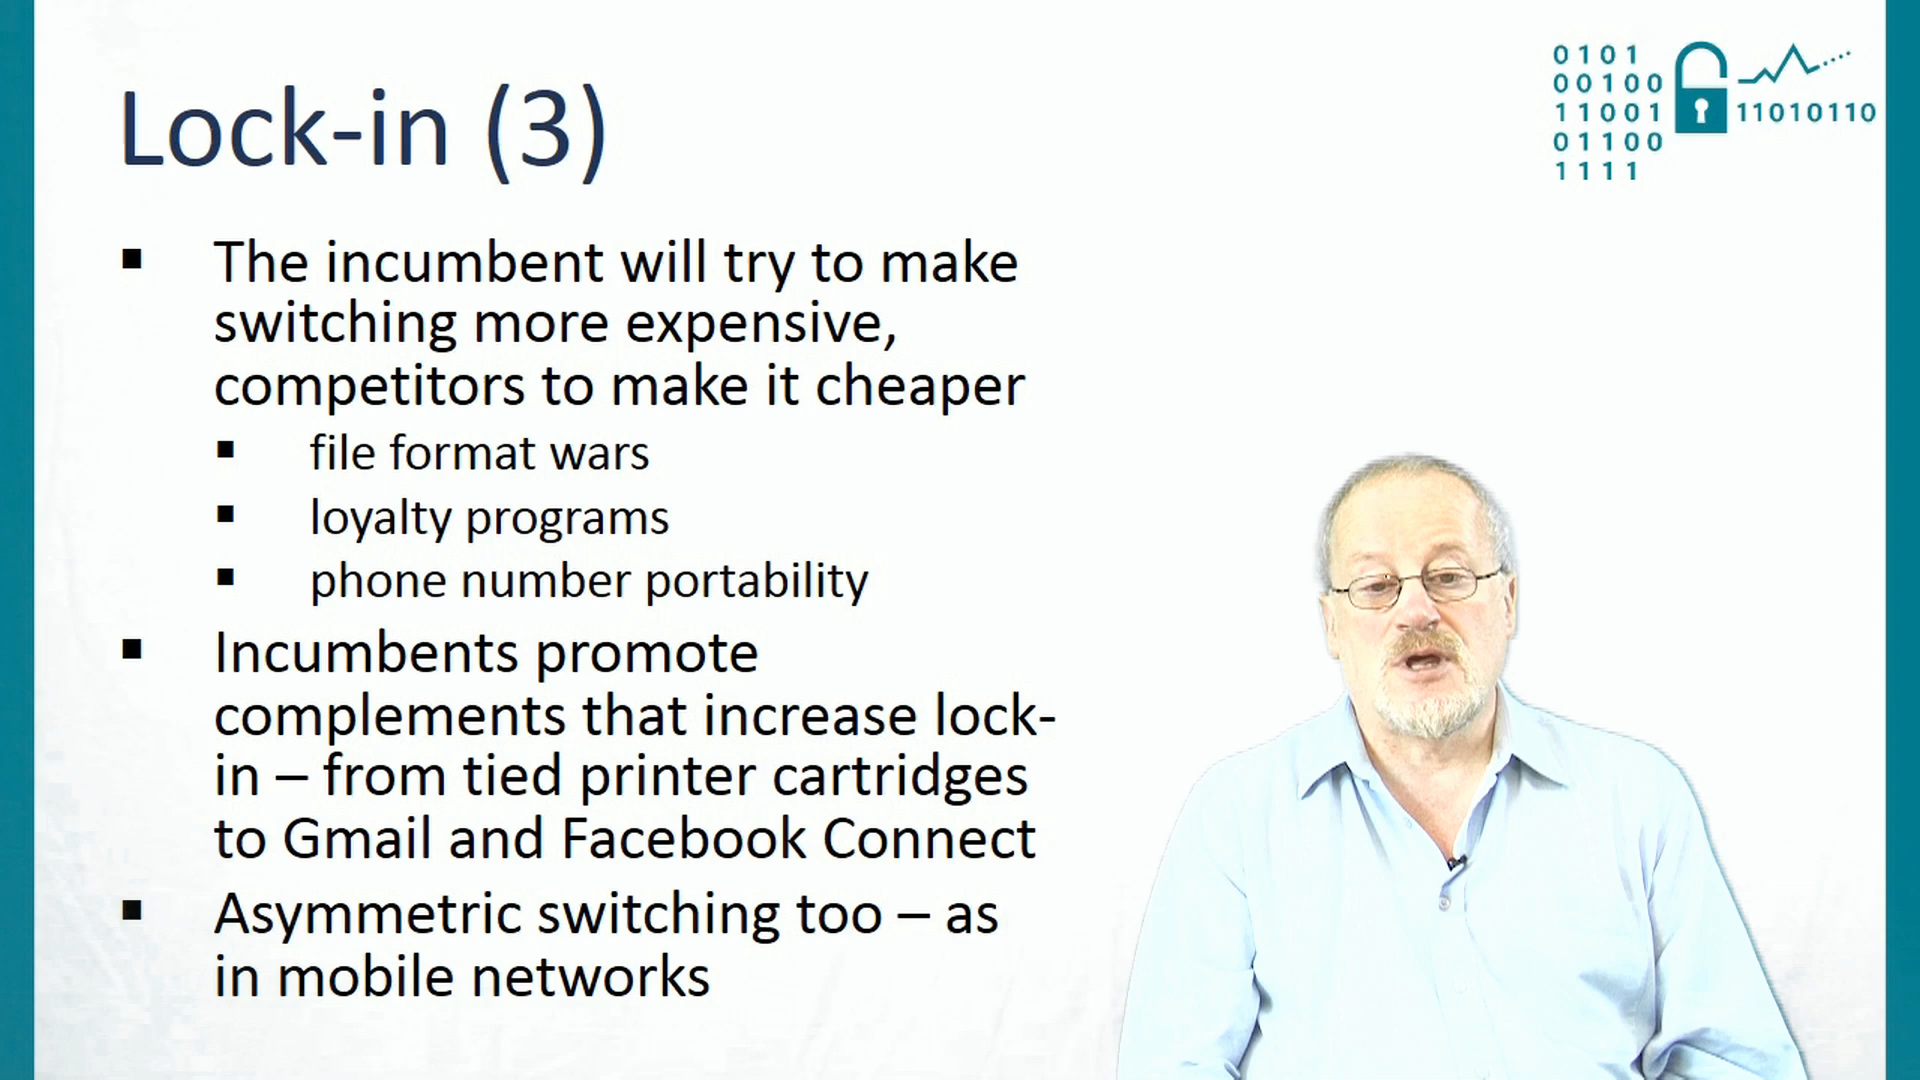 Lock-in (3)
0101
00100
11001
01100
1111
11010110
▪ The incumbent will try to make
switching more expensive,
competitors to make it cheaper
▪ file format wars
▪ loyalty programs
▪ phone number portability
▪ Incumbents promote
complements that increase lock-
in – from tied printer cartridges
to Gmail and Facebook Connect
▪ Asymmetric switching too – as
in mobile networks